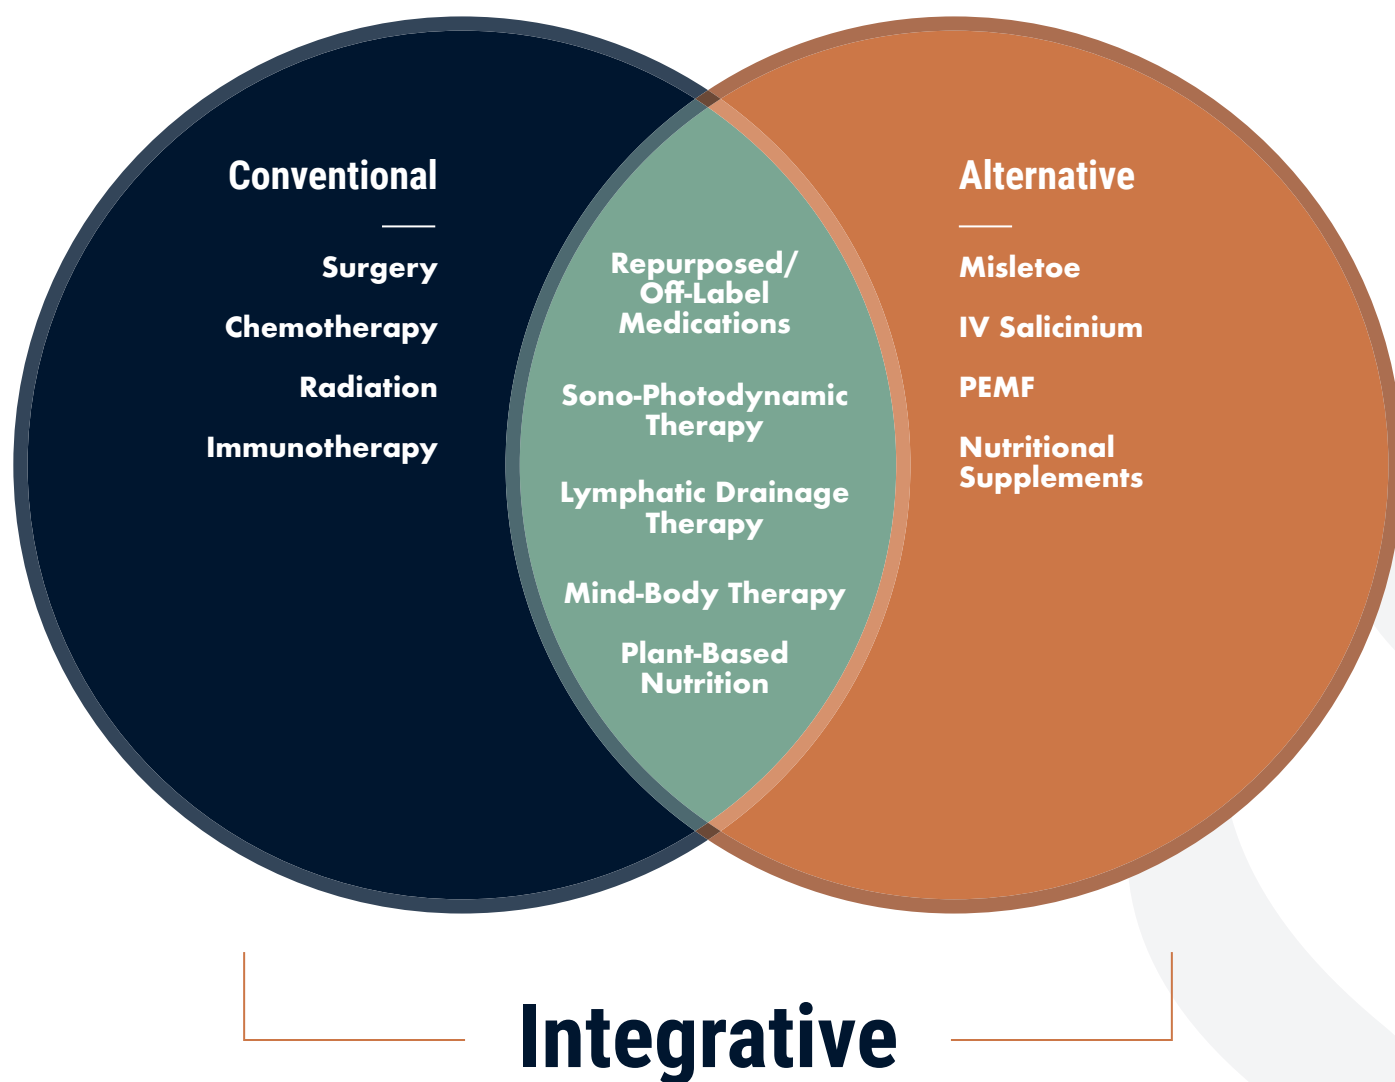 Conventional
Surgery
Chemotherapy
Radiation
Immunotherapy
Repurposed/
Off-Label
Medications
Sono-Photodynamic
Therapy
Lymphatic Drainage
Therapy
Mind-Body Therapy
Plant-Based
Nutrition
Alternative
Misletoe
IV Salicinium
PEMF
Nutritional
Supplements
Integrative